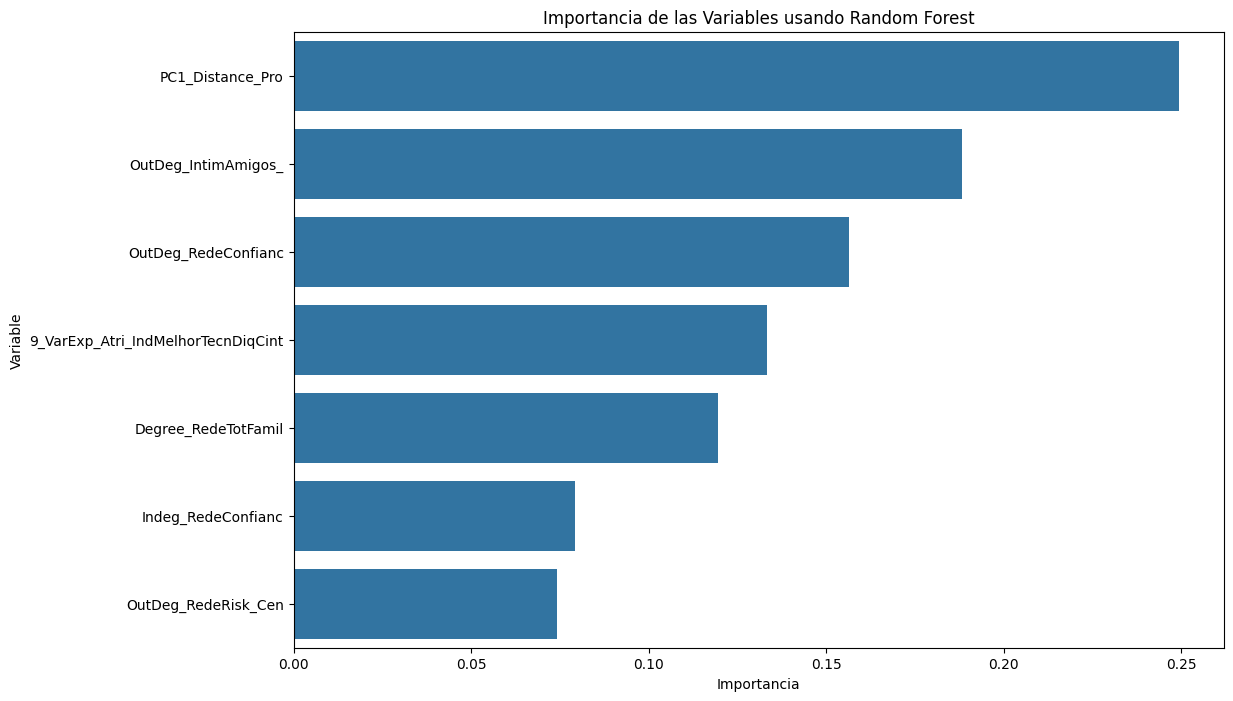 Importancia de las Variables usando Random Forest
Variable
PC1_Distance_Pro
OutDeg_IntimAmigos_
OutDeg_RedeConfianc
9_VarExp_Atri_IndMelhorTecnDiqCint
Degree_RedeTotFamil
Indeg_RedeConfianc
OutDeg_RedeRisk_Cen
0.00 0.05 0.10 0.15 0.20 0.25
Importancia